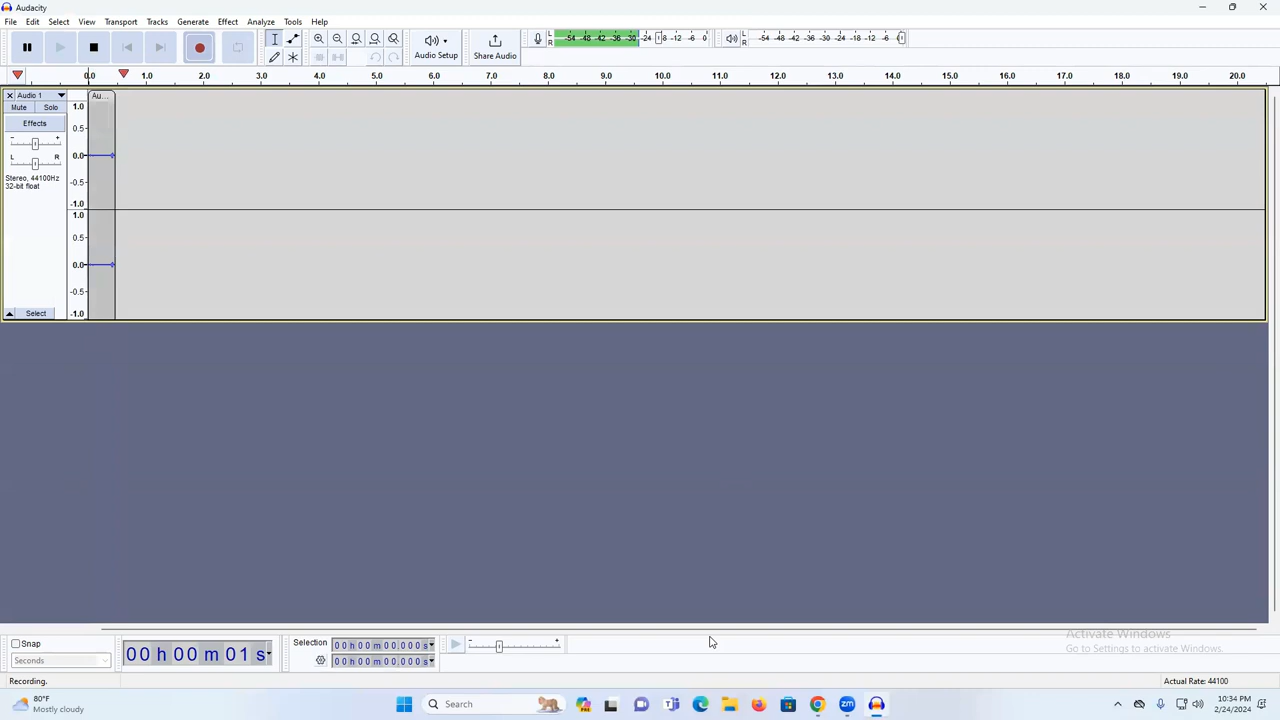 Audacity
File Edit Select View Transport Tracks Generate Effect Analyze Tools Help
Audio Setup
Share Audio
L R -54 -48 -42 -36 -30 -24 -18 -12 -6 0
L R -54 -48 -42 -36 -30 -24 -18 -12 -6 0
0.0 1.0 2.0 3.0 4.0 5.0 6.0 7.0 8.0 9.0 10.0 11.0 12.0 13.0 14.0 15.0 16.0 17.0 18.0 19.0 20.0
Audio 1
Au...
Mute Solo
Effects
- +
L R
Stereo, 44100Hz
32-bit float
Select
1.0
0.5
0.0
-0.5
-1.0
1.0
0.5
0.0
-0.5
-1.0
Activate Windows
Go to Settings to activate Windows.
Snap
Seconds
00 h 00 m 01 s
Selection
00 h 00 m 00.000 s
00 h 00 m 00.000 s
- +
Recording.
Actual Rate: 44100
80°F
Mostly cloudy
Search
zm
10:34 PM
2/24/2024